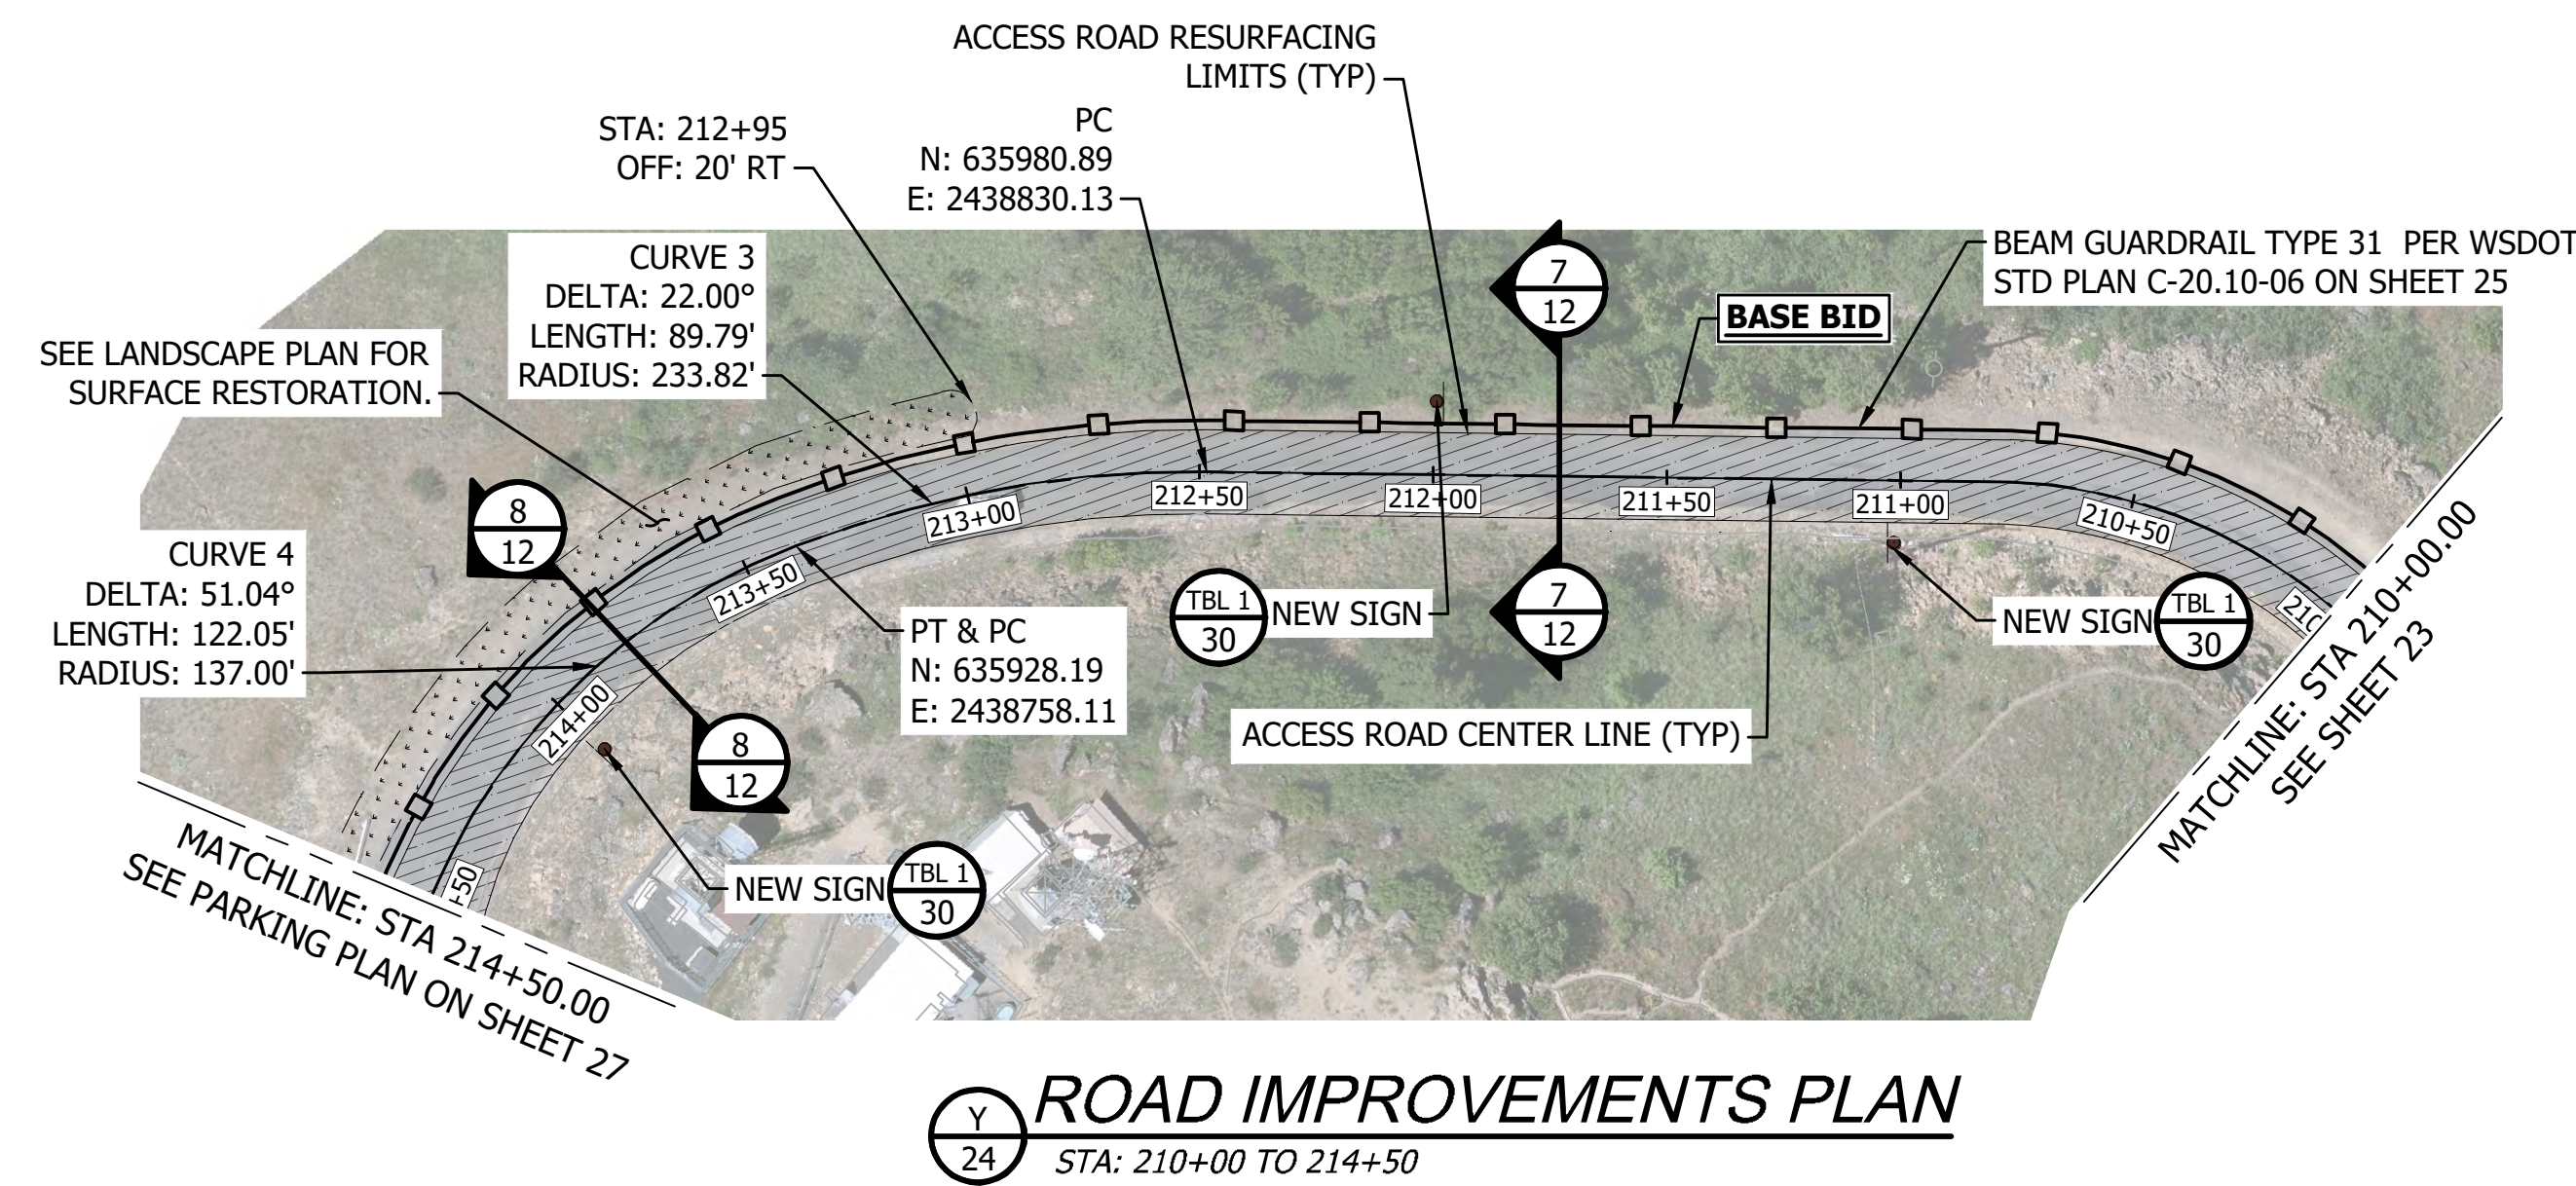 ACCESS ROAD RESURFACING
LIMITS (TYP)
STA: 212+95
OFF: 20' RT
PC
N: 635980.89
E: 2438830.13
CURVE 3
DELTA: 22.00°
LENGTH: 89.79'
RADIUS: 233.82'
7
12
BASE BID
BEAM GUARDRAIL TYPE 31 PER WSDOT
STD PLAN C-20.10-06 ON SHEET 25
SEE LANDSCAPE PLAN FOR
SURFACE RESTORATION.
8
12
CURVE 4
DELTA: 51.04°
LENGTH: 122.05'
RADIUS: 137.00'
214+00
213+50
213+00
212+50
212+00
211+50
211+00
210+50
210
+50
PT & PC
N: 635928.19
E: 2438758.11
TBL 1
30
NEW SIGN
7
12
NEW SIGN
TBL 1
30
8
12
ACCESS ROAD CENTER LINE (TYP)
NEW SIGN
TBL 1
30
MATCHLINE: STA 210+00.00
SEE SHEET 23
MATCHLINE: STA 214+50.00
SEE PARKING PLAN ON SHEET 27
Y
24
ROAD IMPROVEMENTS PLAN
STA: 210+00 TO 214+50